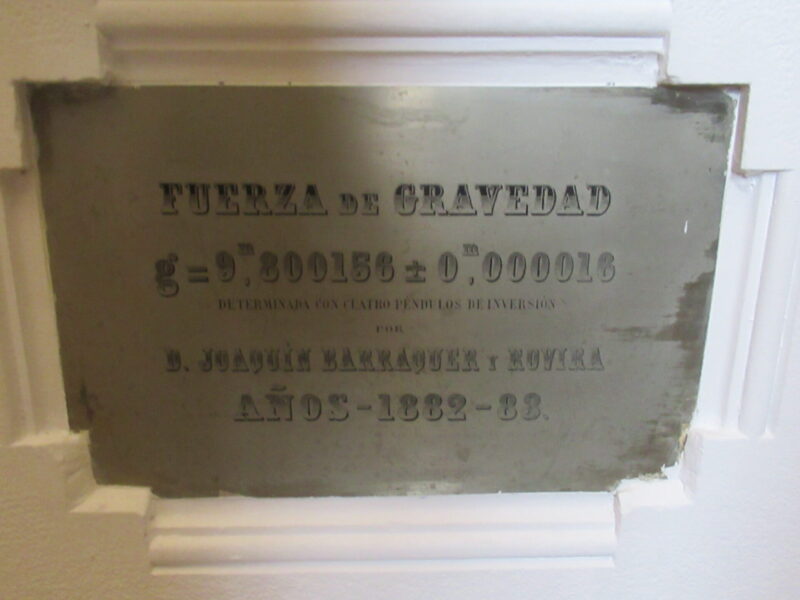 FUERZA DE GRAVEDAD
g = 9,ᵐ800156 ± 0,ᵐ000016
DETERMINADA CON CUATRO PÉNDULOS DE INVERSIÓN
POR
D. JOAQUÍN BARRAQUER Y ROVIRA
AÑOS - 1882 - 83.